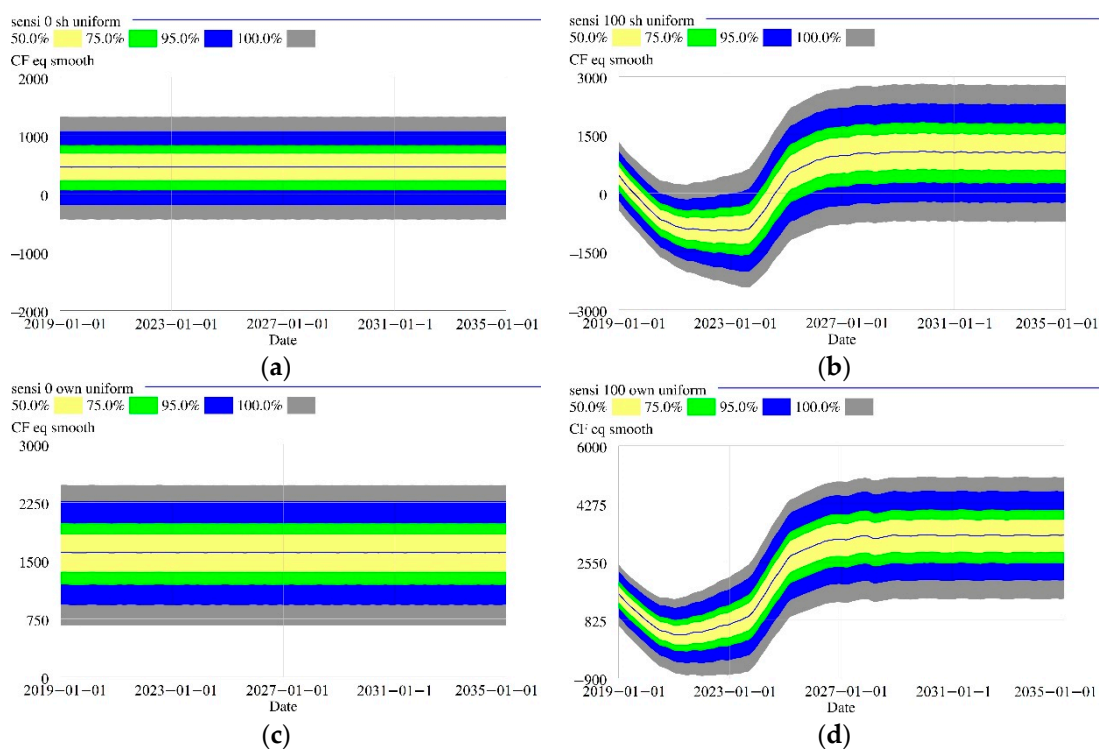 sensi 0 sh uniform
50.0% 75.0% 95.0% 100.0%
CF eq smooth
2000
1000
0
−1000
−2000
2019−01−01 2023−01−01 2027−01−01 2031−01−1 2035−01−01
Date
(a)
sensi 100 sh uniform
50.0% 75.0% 95.0% 100.0%
CF eq smooth
3000
1500
0
−1500
−3000
2019−01−01 2023−01−01 2027−01−01 2031−01−1 2035−01−01
Date
(b)
sensi 0 own uniform
50.0% 75.0% 95.0% 100.0%
CF eq smooth
3000
2250
1500
750
0
2019−01−01 2023−01−01 2027−01−01 2031−01−1 2035−01−01
Date
(c)
sensi 100 own uniform
50.0% 75.0% 95.0% 100.0%
CF eq smooth
6000
4275
2550
825
−900
2019−01−01 2023−01−01 2027−01−01 2031−01−1 2035−01−01
Date
(d)